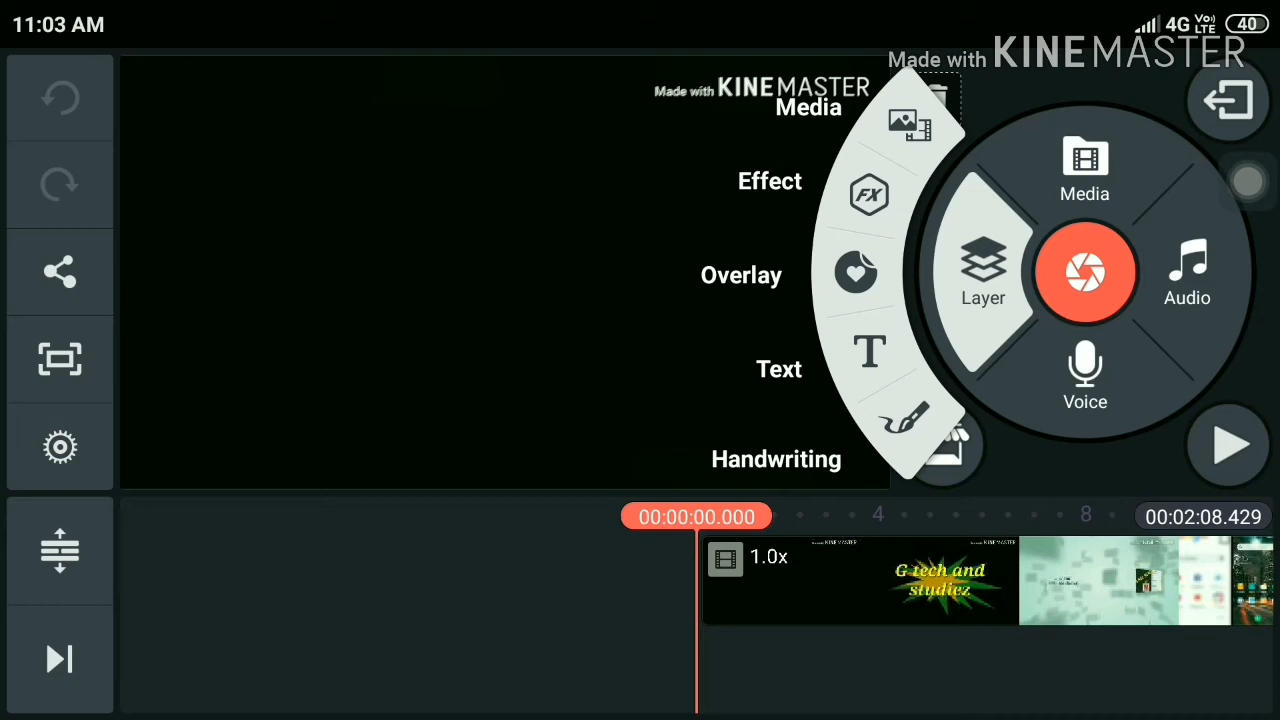 11:03 AM
4G Vo)) LTE 40
Made with KINEMASTER
Made with KINEMASTER
Media
Effect
Overlay
Text
Handwriting
Media
Layer
Audio
Voice
00:00:00.000
4
8
00:02:08.429
1.0x
G tech and
studiez